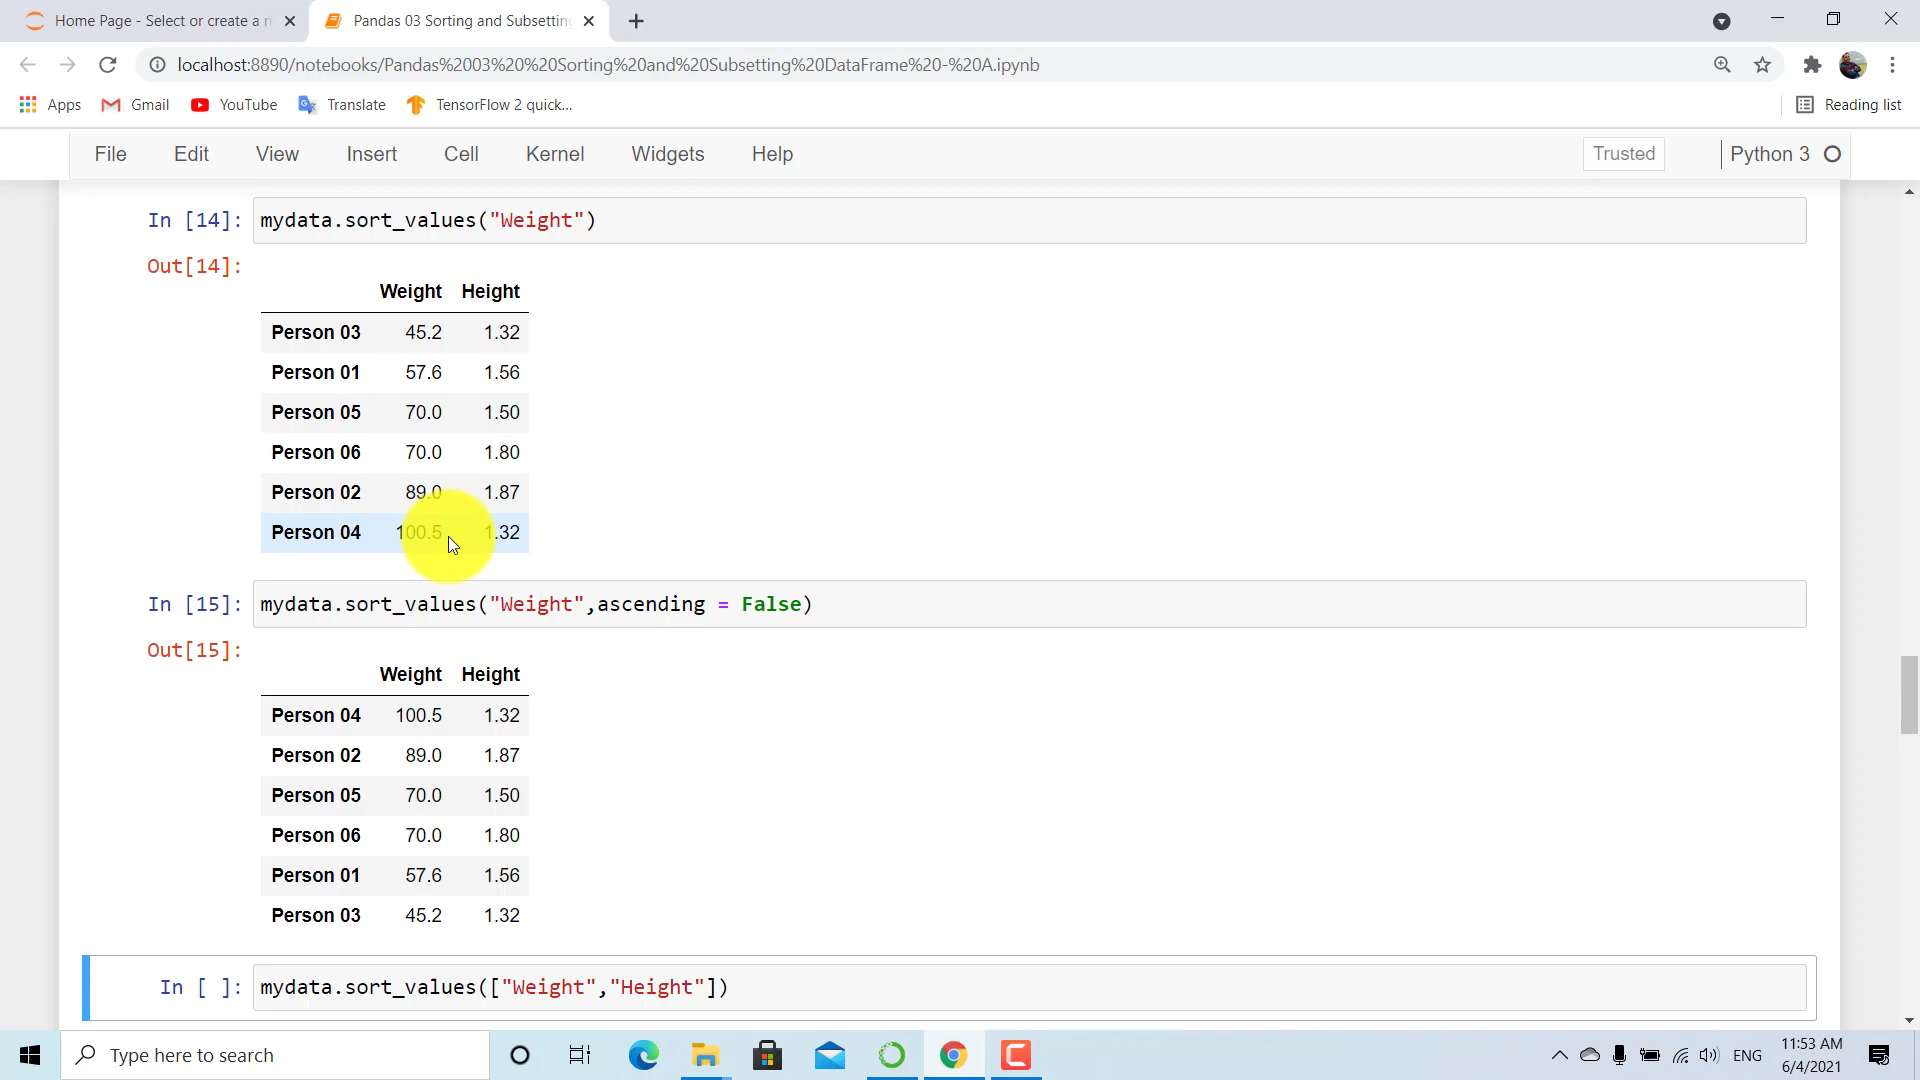 Home Page - Select or create a n
Pandas 03 Sorting and Subsetting
localhost:8890/notebooks/Pandas%2003%20%20Sorting%20and%20Subsetting%20DataFrame%20-%20A.ipynb
Apps Gmail YouTube Translate TensorFlow 2 quick... Reading list
File Edit View Insert Cell Kernel Widgets Help Trusted Python 3
In [14]: mydata.sort_values("Weight")
Out[14]:
Weight Height
Person 03 45.2 1.32
Person 01 57.6 1.56
Person 05 70.0 1.50
Person 06 70.0 1.80
Person 02 89.0 1.87
Person 04 100.5 1.32
In [15]: mydata.sort_values("Weight",ascending = False)
Out[15]:
Weight Height
Person 04 100.5 1.32
Person 02 89.0 1.87
Person 05 70.0 1.50
Person 06 70.0 1.80
Person 01 57.6 1.56
Person 03 45.2 1.32
In [ ]: mydata.sort_values(["Weight","Height"])
Type here to search
ENG
11:53 AM
6/4/2021